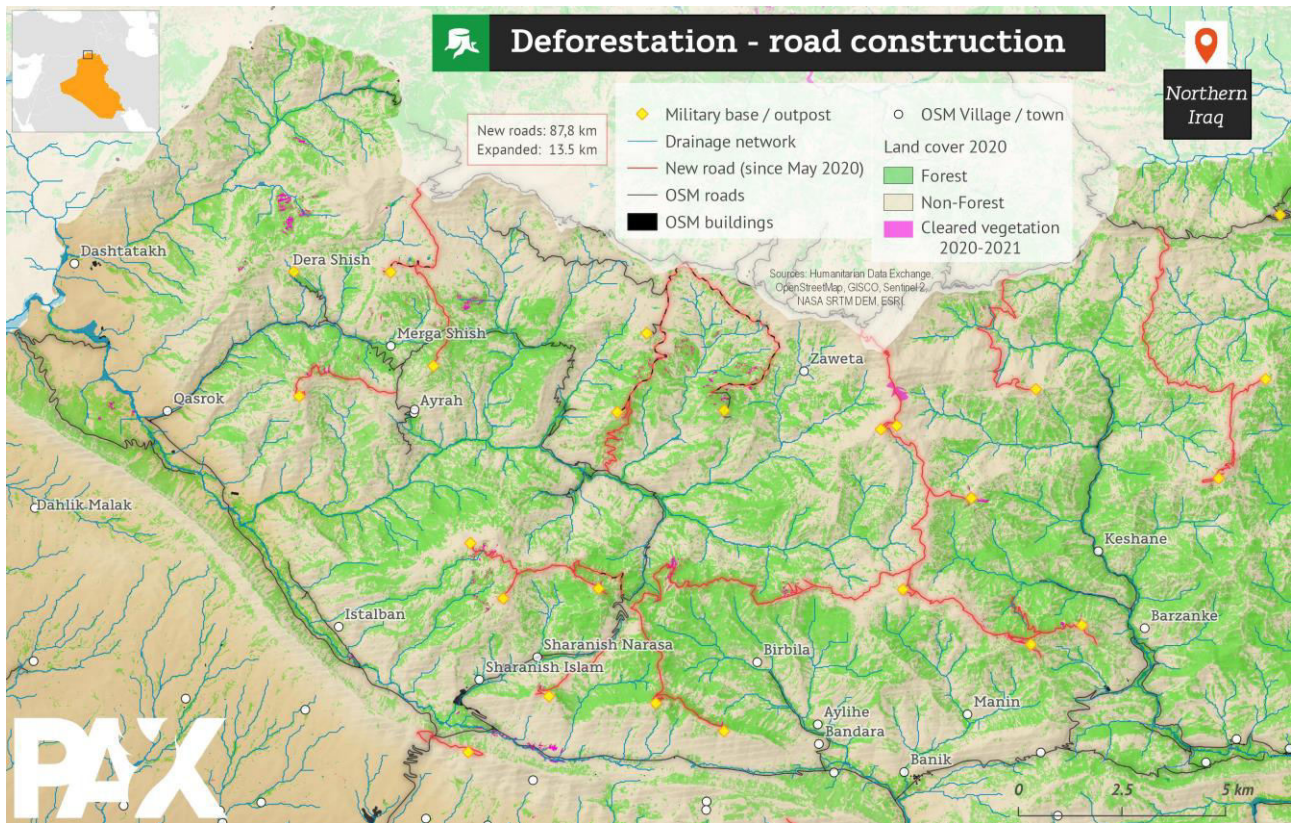 Deforestation - road construction
Northern
Iraq
New roads: 87,8 km
Expanded: 13.5 km
Military base / outpost
Drainage network
New road (since May 2020)
OSM roads
OSM buildings
OSM Village / town
Land cover 2020
Forest
Non-Forest
Cleared vegetation
2020-2021
Sources: Humanitarian Data Exchange,
OpenStreetMap, GISCO, Sentinel-2,
NASA SRTM DEM, ESRI
Dashtatakh
Dera Shish
Merga Shish
Zaweta
Qasrok
Ayrah
Dahlik Malak
Keshane
Istalban
Barzanke
Sharanish Narasa
Sharanish Islam
Birbila
Manin
Aylihe
Bandara
Banik
PAX
0 2.5 5 km